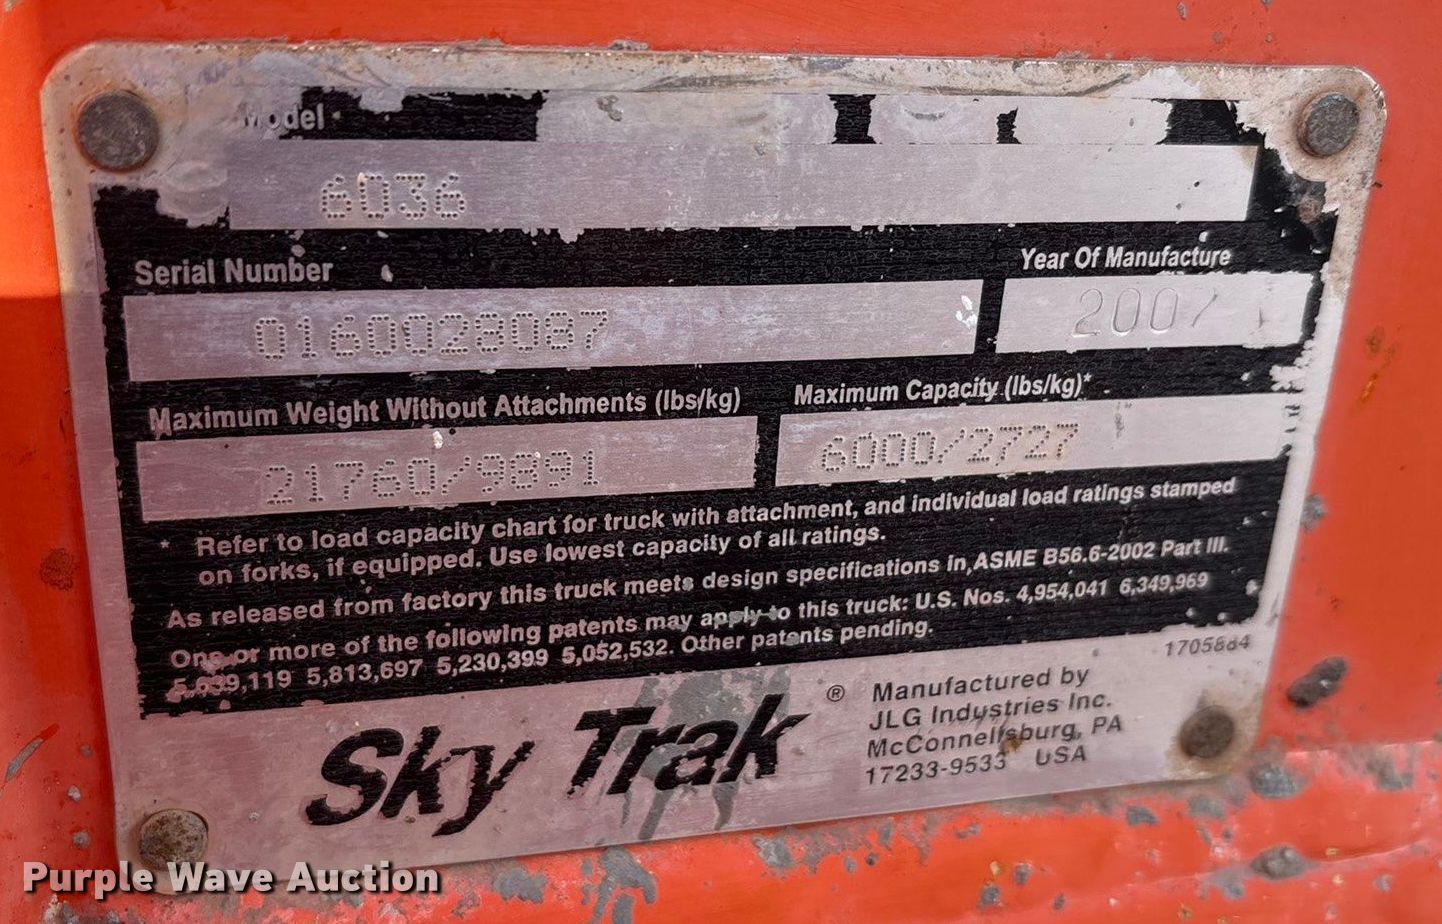 Model
6036
Serial Number
Year Of Manufacture
0160028087
2007
Maximum Weight Without Attachments (lbs/kg)
Maximum Capacity (lbs/kg)*
21760/9891
6000/2727
* Refer to load capacity chart for truck with attachment, and individual load ratings stamped
on forks, if equipped. Use lowest capacity of all ratings.
As released from factory this truck meets design specifications in ASME B56.6-2002 Part III.
One or more of the following patents may apply to this truck: U.S. Nos. 4,954,041 6,349,969
5,639,119 5,813,697 5,230,399 5,052,532. Other patents pending.
1705884
Sky Trak ®
Manufactured by
JLG Industries Inc.
McConnellsburg, PA
17233-9533 USA
Purple Wave Auction